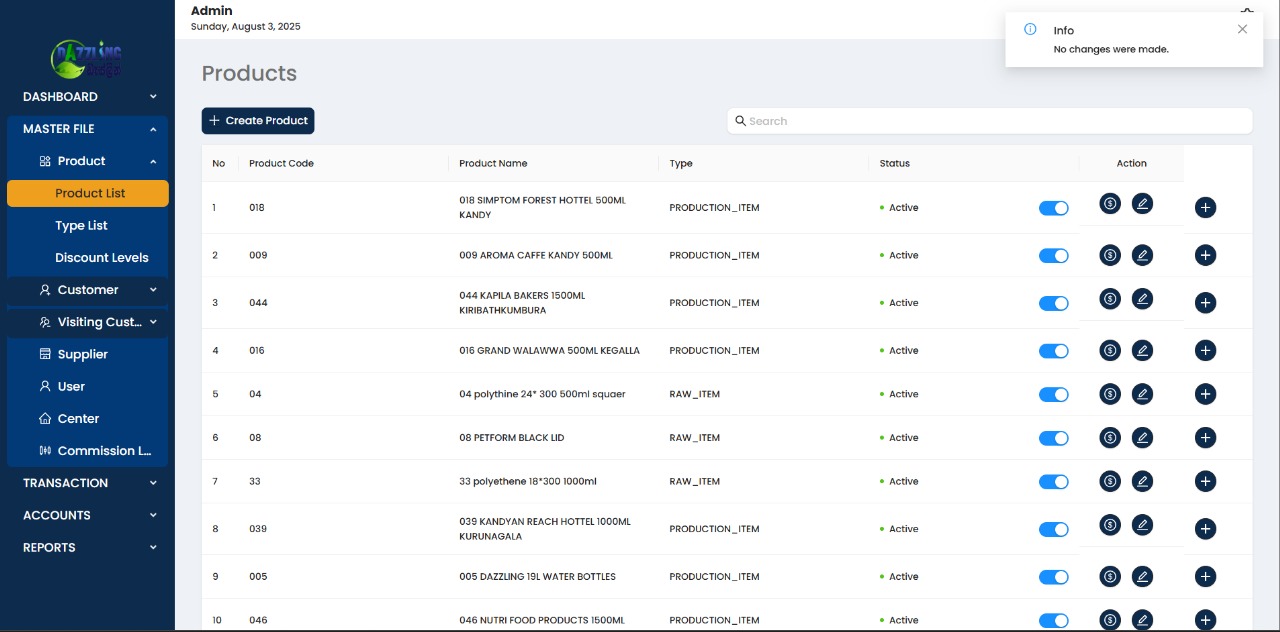 Admin
Sunday, August 3, 2025
Info
No changes were made.
DAZZLING
DASHBOARD
MASTER FILE
Product
Product List
Type List
Discount Levels
Customer
Visiting Cust...
Supplier
User
Center
Commission L...
TRANSACTION
ACCOUNTS
REPORTS
Products
Create Product
Search
No Product Code Product Name Type Status Action
1 018 018 SIMPTOM FOREST HOTTEL 500ML
KANDY PRODUCTION_ITEM Active
2 009 009 AROMA CAFFE KANDY 500ML PRODUCTION_ITEM Active
3 044 044 KAPILA BAKERS 1500ML
KIRIBATHKUMBURA PRODUCTION_ITEM Active
4 016 016 GRAND WALAWWA 500ML KEGALLA PRODUCTION_ITEM Active
5 04 04 polythine 24* 300 500ml squaer RAW_ITEM Active
6 08 08 PETFORM BLACK LID RAW_ITEM Active
7 33 33 polyethene 18*300 1000ml RAW_ITEM Active
8 039 039 KANDYAN REACH HOTTEL 1000ML
KURUNAGALA PRODUCTION_ITEM Active
9 005 005 DAZZLING 19L WATER BOTTLES PRODUCTION_ITEM Active
10 046 046 NUTRI FOOD PRODUCTS 1500ML PRODUCTION_ITEM Active